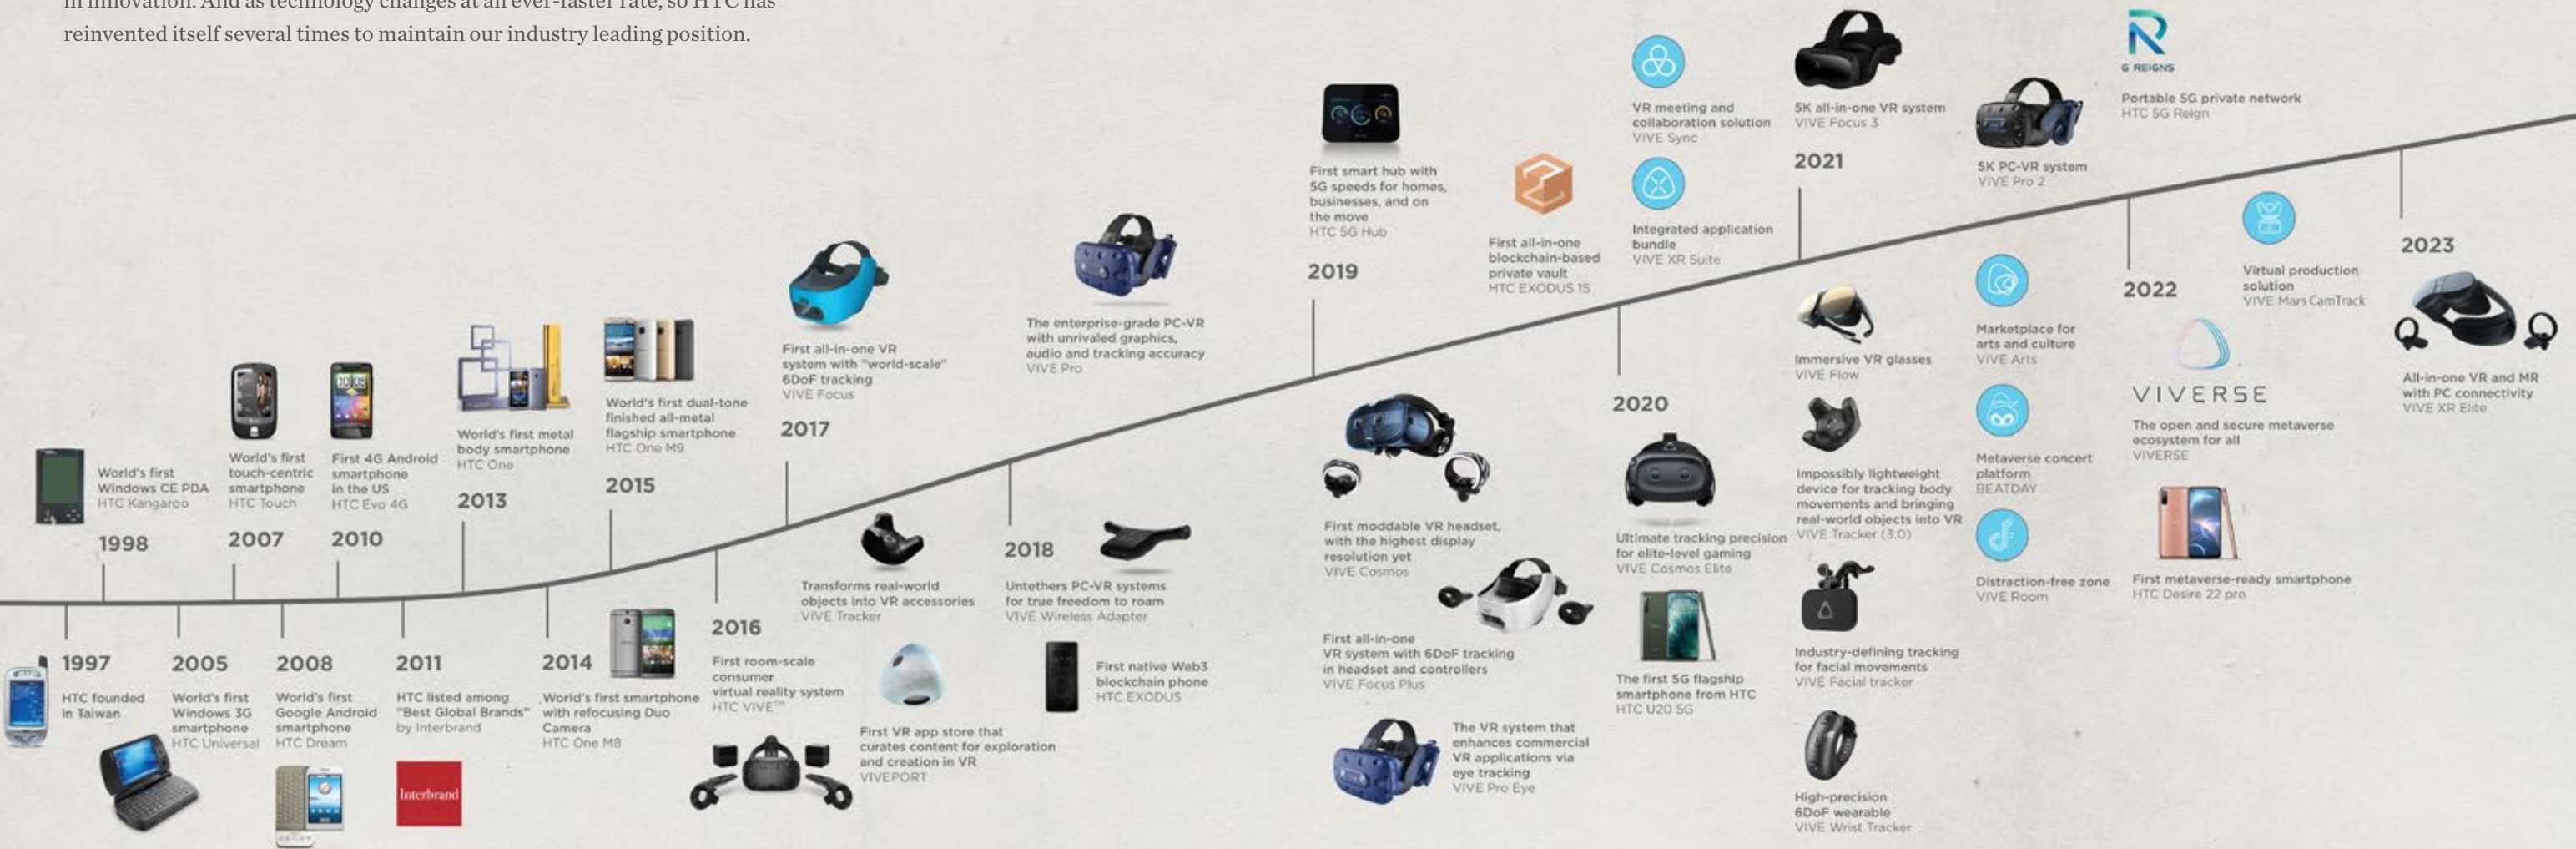 in innovation. And as technology changes at an ever-faster rate, so HTC has
reinvented itself several times to maintain our industry leading position.
1997
HTC founded
in Taiwan
World's first
Windows CE PDA
HTC Kangaroo
1998
2005
World's first
Windows 3G
smartphone
HTC Universal
World's first
touch-centric
smartphone
HTC Touch
2007
2008
World's first
Google Android
smartphone
HTC Dream
First 4G Android
smartphone
in the US
HTC Evo 4G
2010
2011
HTC listed among
"Best Global Brands"
by Interbrand
Interbrand
World's first metal
body smartphone
HTC One
2013
2014
World's first smartphone
with refocusing Duo
Camera
HTC One M8
World's first dual-tone
finished all-metal
flagship smartphone
HTC One M9
2015
2016
First room-scale
consumer
virtual reality system
HTC VIVE™
First all-in-one VR
system with "world-scale"
6DoF tracking
VIVE Focus
2017
Transforms real-world
objects into VR accessories
VIVE Tracker
First VR app store that
curates content for exploration
and creation in VR
VIVEPORT
The enterprise-grade PC-VR
with unrivaled graphics,
audio and tracking accuracy
VIVE Pro
2018
Untethers PC-VR systems
for true freedom to roam
VIVE Wireless Adapter
First native Web3
blockchain phone
HTC EXODUS
First smart hub with
5G speeds for homes,
businesses, and on
the move
HTC 5G Hub
2019
First all-in-one
blockchain-based
private vault
HTC EXODUS 1S
First moddable VR headset,
with the highest display
resolution yet
VIVE Cosmos
First all-in-one
VR system with 6DoF tracking
in headset and controllers
VIVE Focus Plus
The VR system that
enhances commercial
VR applications via
eye tracking
VIVE Pro Eye
VR meeting and
collaboration solution
VIVE Sync
Integrated application
bundle
VIVE XR Suite
2020
Ultimate tracking precision
for elite-level gaming
VIVE Cosmos Elite
The first 5G flagship
smartphone from HTC
HTC U20 5G
5K all-in-one VR system
VIVE Focus 3
2021
5K PC-VR system
VIVE Pro 2
Immersive VR glasses
VIVE Flow
Impossibly lightweight
device for tracking body
movements and bringing
real-world objects into VR
VIVE Tracker (3.0)
Industry-defining tracking
for facial movements
VIVE Facial tracker
High-precision
6DoF wearable
VIVE Wrist Tracker
Marketplace for
arts and culture
VIVE Arts
Metaverse concert
platform
BEATDAY
Distraction-free zone
VIVE Room
G REIGNS
Portable 5G private network
HTC 5G Reign
2022
Virtual production
solution
VIVE Mars CamTrack
VIVERSE
The open and secure metaverse
ecosystem for all
VIVERSE
First metaverse-ready smartphone
HTC Desire 22 pro
2023
All-in-one VR and MR
with PC connectivity
VIVE XR Elite